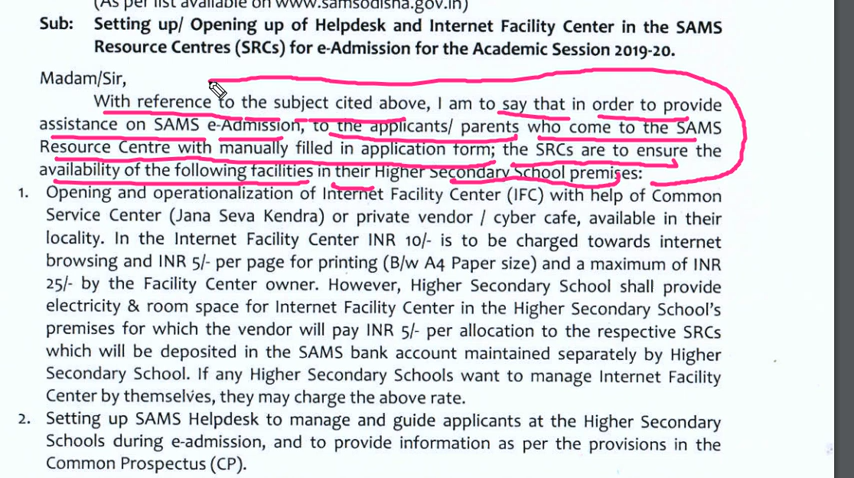 (As per list available on www.samsodisha.gov.in)
Sub: Setting up/ Opening up of Helpdesk and Internet Facility Center in the SAMS
Resource Centres (SRCs) for e-Admission for the Academic Session 2019-20.
Madam/Sir,
With reference to the subject cited above, I am to say that in order to provide
assistance on SAMS e-Admission, to the applicants/ parents who come to the SAMS
Resource Centre with manually filled in application form; the SRCs are to ensure the
availability of the following facilities in their Higher Secondary School premises:
1. Opening and operationalization of Internet Facility Center (IFC) with help of Common
Service Center (Jana Seva Kendra) or private vendor / cyber cafe, available in their
locality. In the Internet Facility Center INR 10/- is to be charged towards internet
browsing and INR 5/- per page for printing (B/w A4 Paper size) and a maximum of INR
25/- by the Facility Center owner. However, Higher Secondary School shall provide
electricity & room space for Internet Facility Center in the Higher Secondary School's
premises for which the vendor will pay INR 5/- per allocation to the respective SRCs
which will be deposited in the SAMS bank account maintained separately by Higher
Secondary School. If any Higher Secondary Schools want to manage Internet Facility
Center by themselves, they may charge the above rate.
2. Setting up SAMS Helpdesk to manage and guide applicants at the Higher Secondary
Schools during e-admission, and to provide information as per the provisions in the
Common Prospectus (CP).